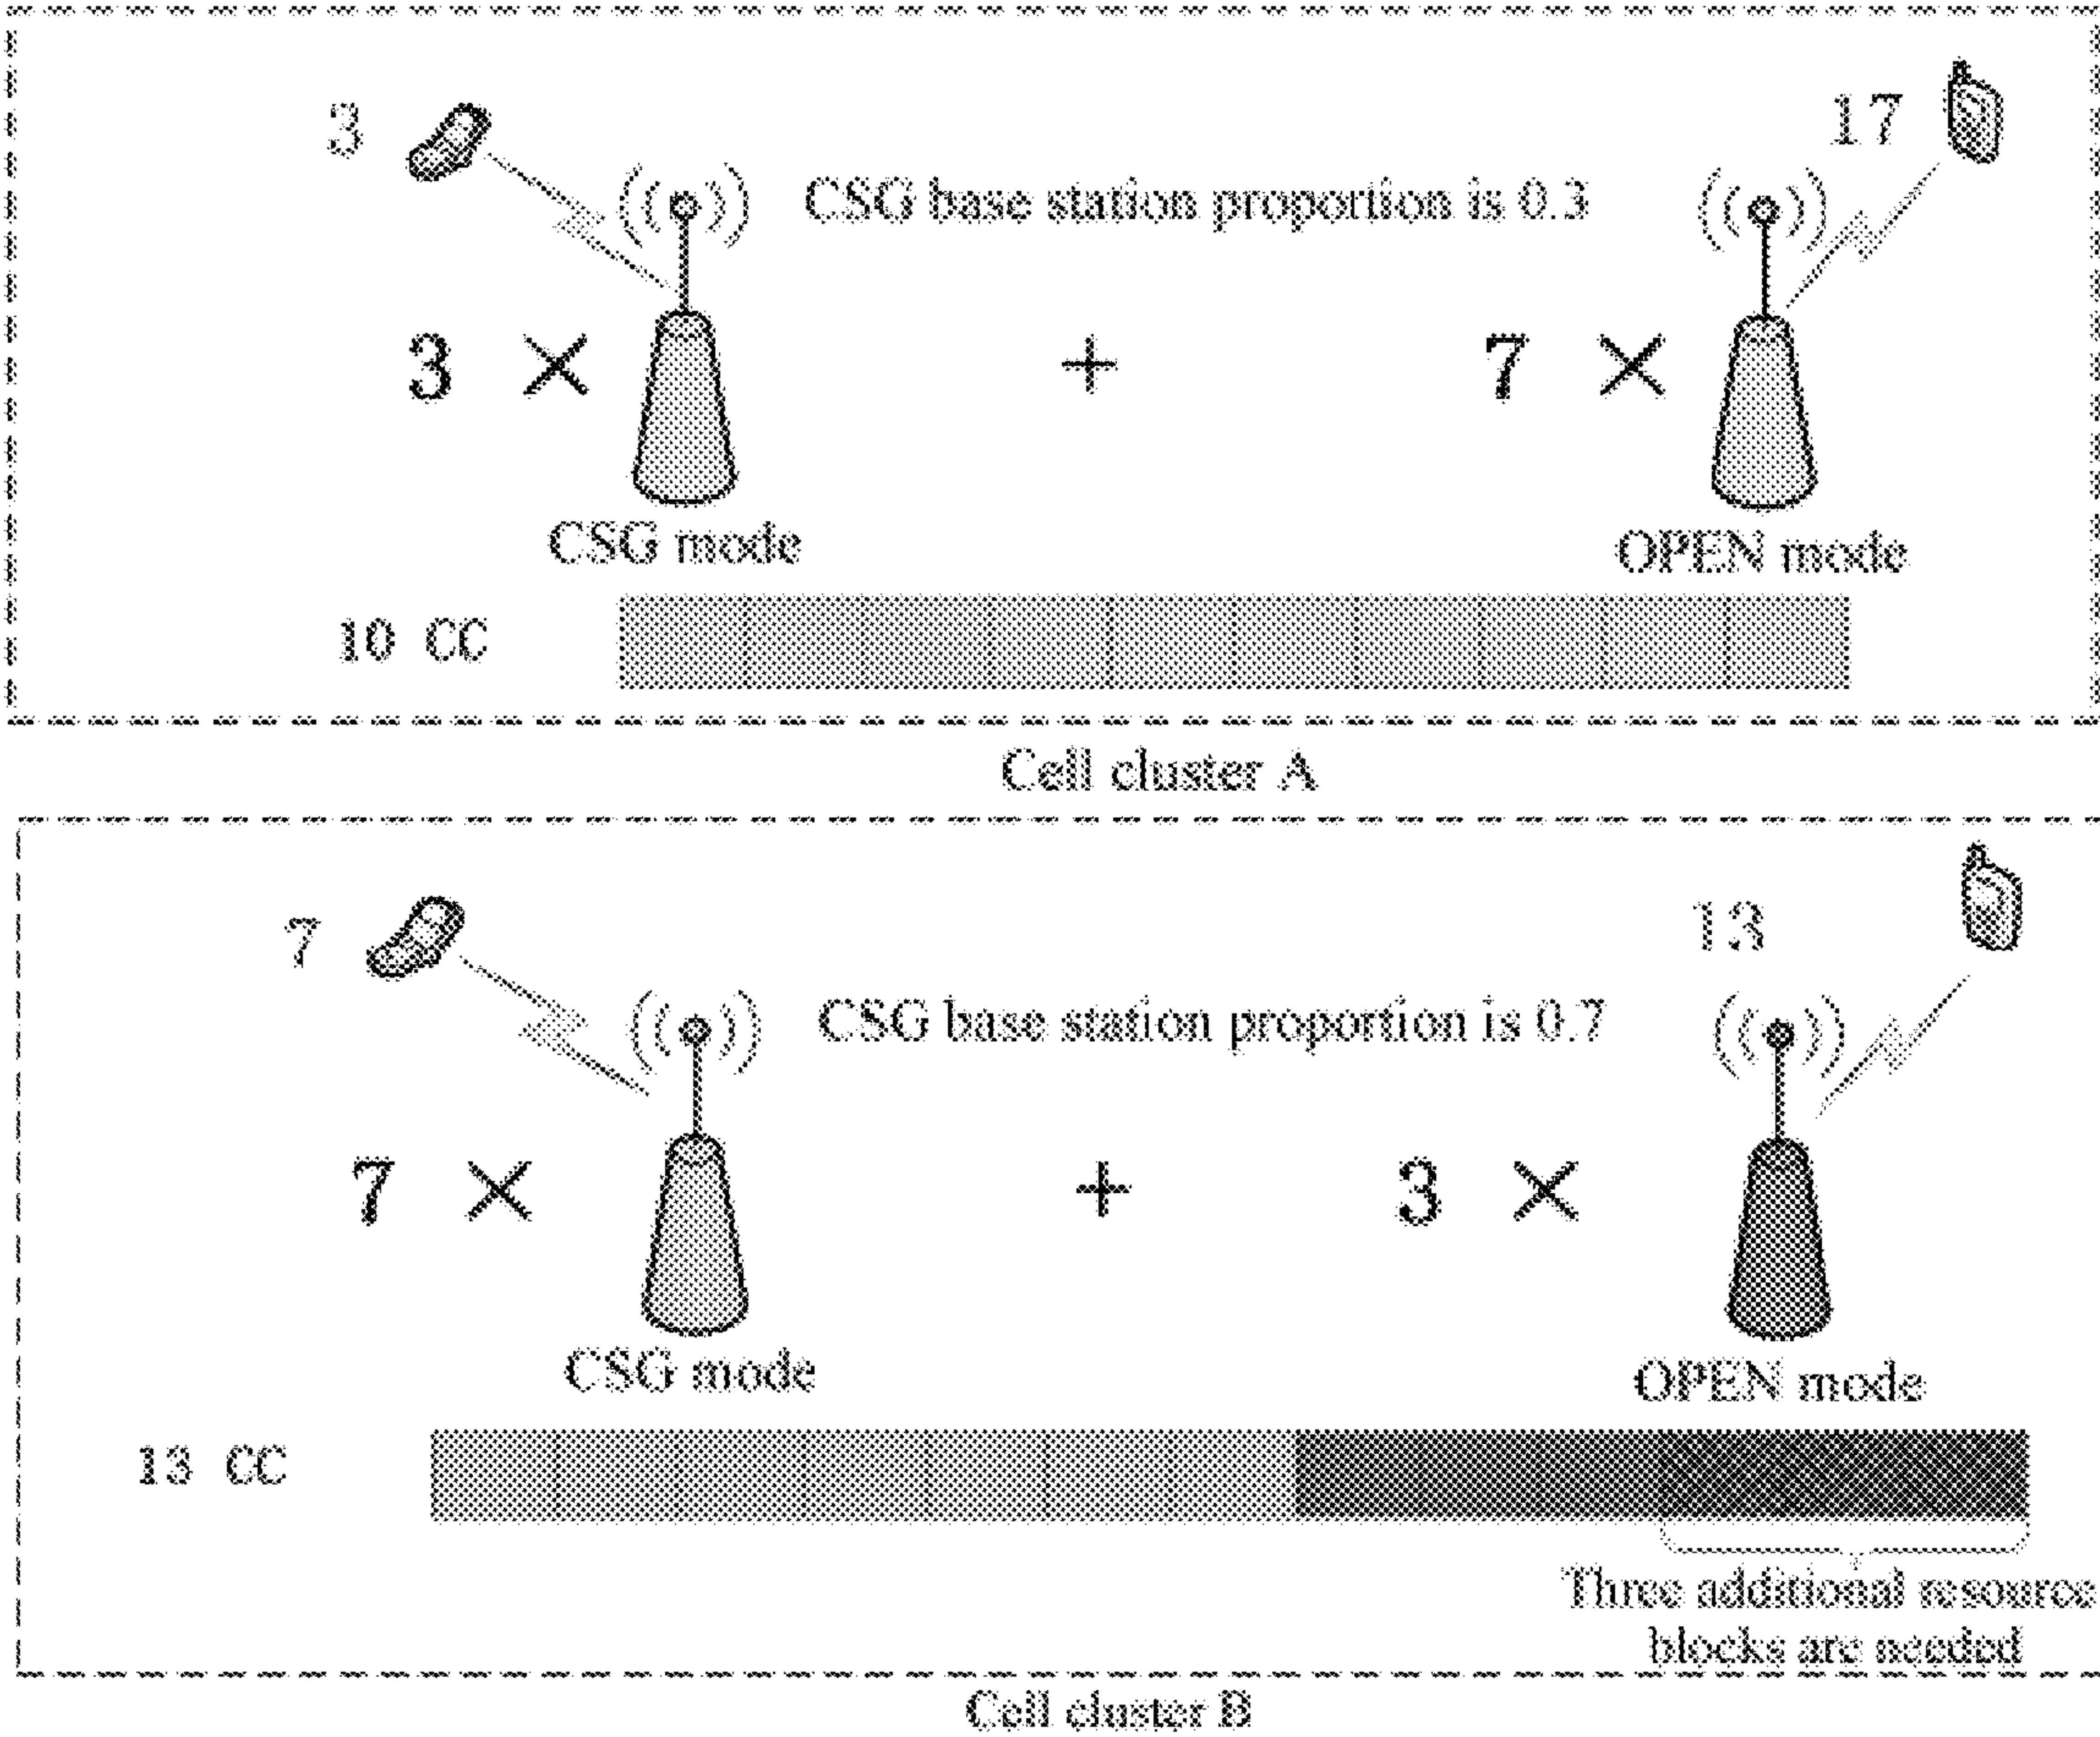 3
17
CSG base station proportion is 0.3
3 × + 7 ×
CSG mode
OPEN mode
10 CC
Cell cluster A
7
13
CSG base station proportion is 0.7
7 × + 3 ×
CSG mode
OPEN mode
13 CC
Three additional resource
blocks are needed
Cell cluster B